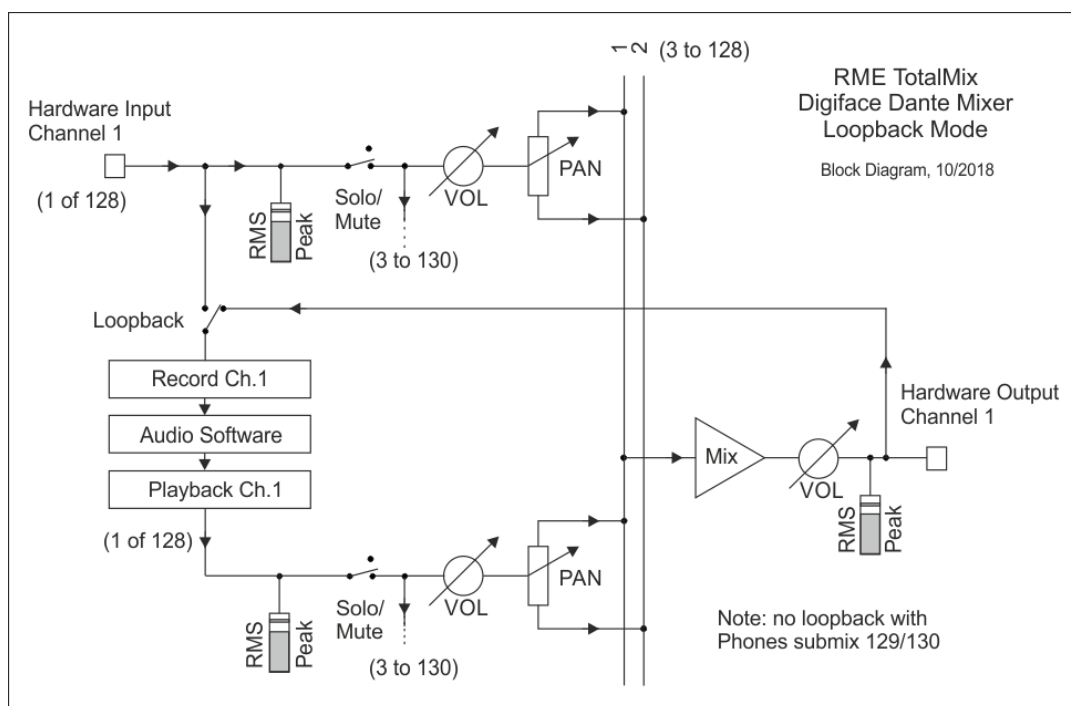 1
2
(3 to 128)
RME TotalMix
Digiface Dante Mixer
Loopback Mode
Block Diagram, 10/2018
Hardware Input
Channel 1
(1 of 128)
RMS
Peak
Solo/
Mute
(3 to 130)
VOL
PAN
Loopback
Record Ch.1
Audio Software
Playback Ch.1
(1 of 128)
Hardware Output
Channel 1
Mix
VOL
RMS
Peak
RMS
Peak
Solo/
Mute
(3 to 130)
VOL
PAN
Note: no loopback with
Phones submix 129/130